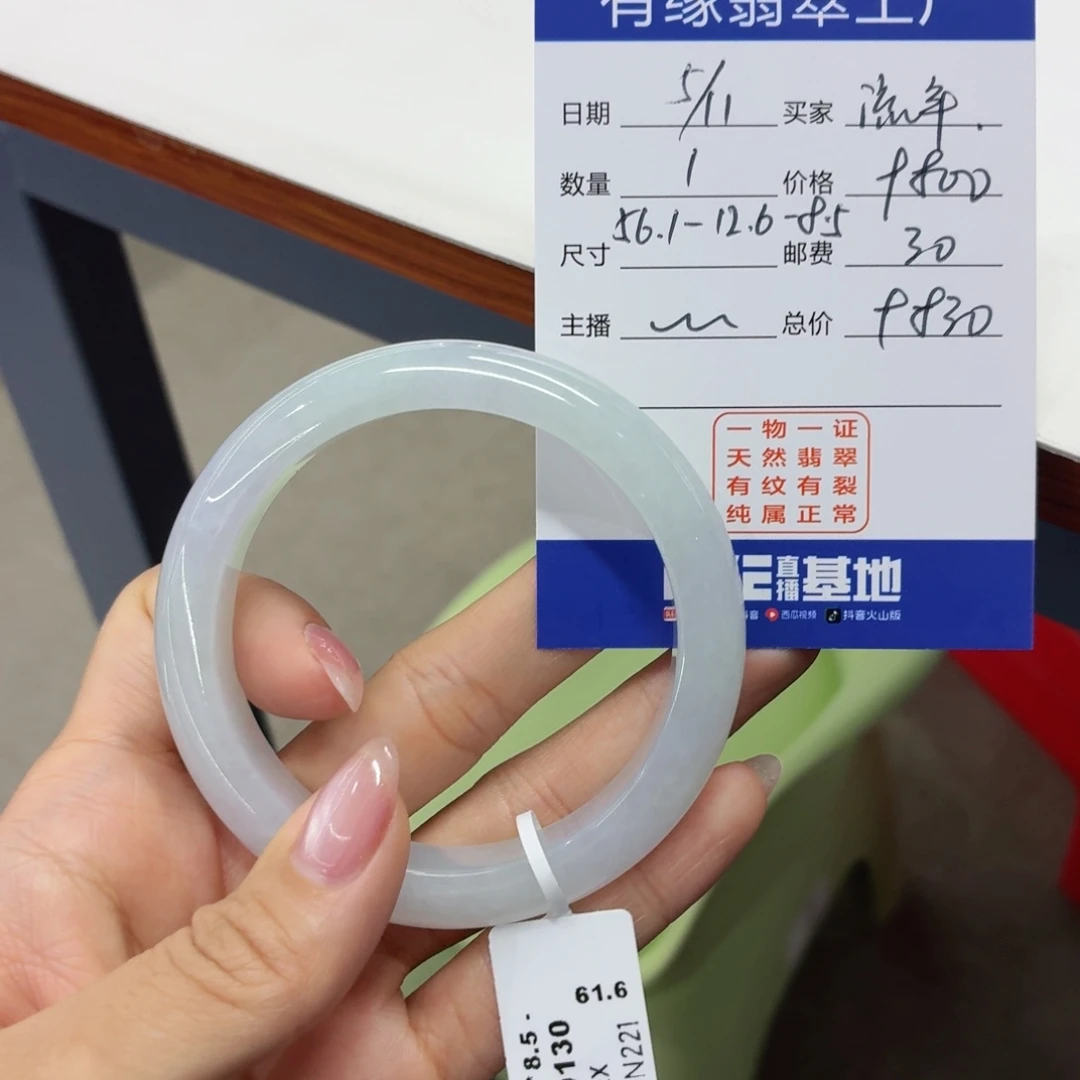 有缘翡翠工厂
日期 5/11 买家 流年.
数量 1 价格
尺寸 56.1-12.6-8.5 邮费 30
主播 总价
一物一证
天然翡翠
有纹有裂
纯属正常
直播基地
西瓜视频 抖音火山版
61.6
8.5
0130
X
N221